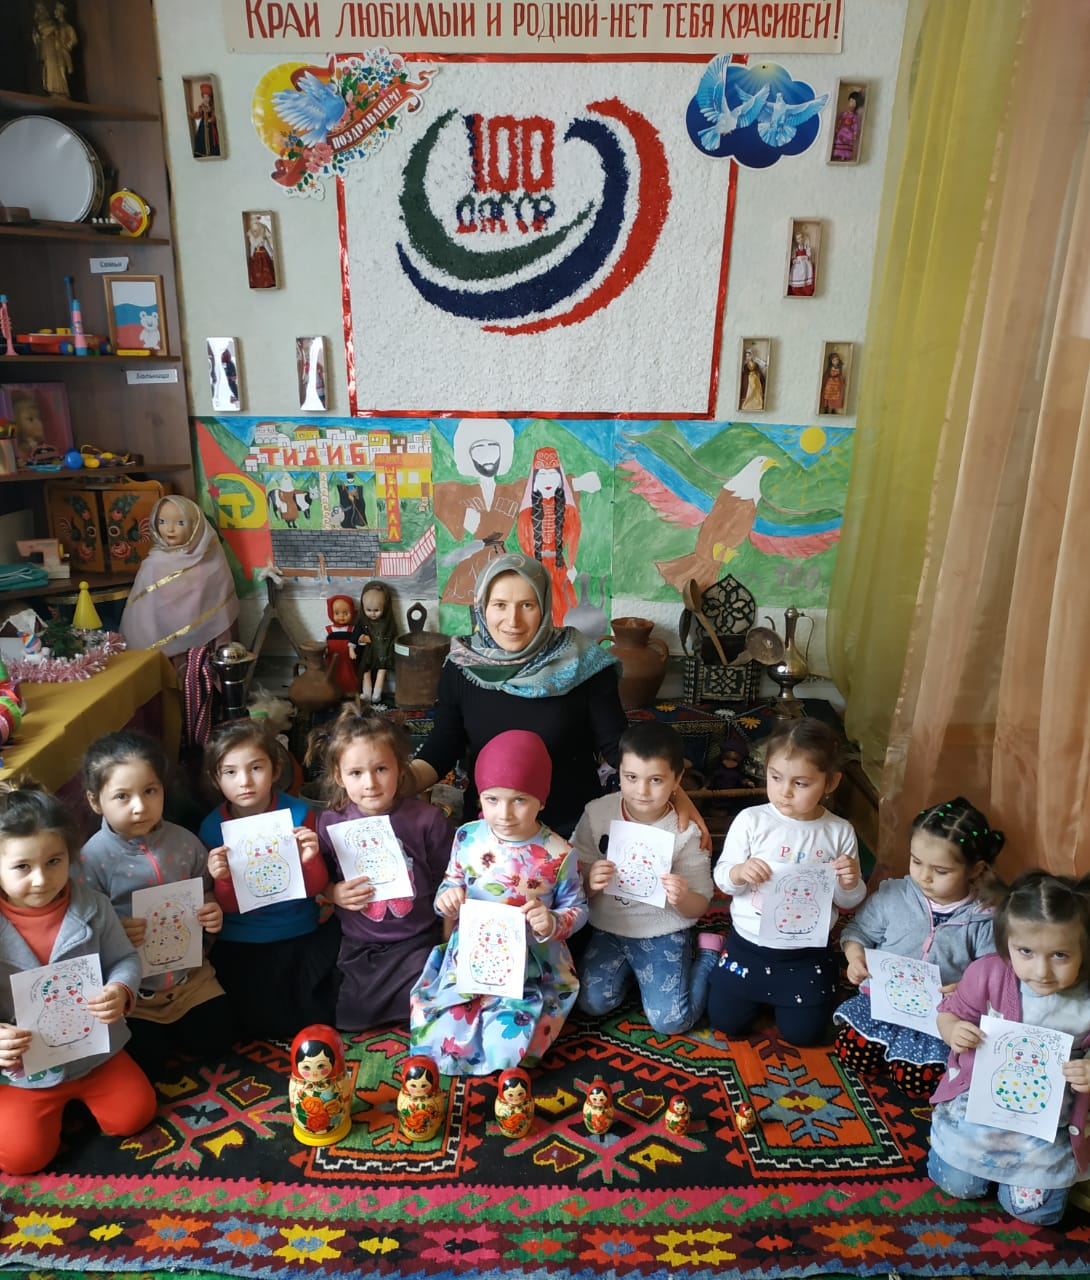 КРАЙ ЛЮБИМЫЙ И РОДНОЙ-НЕТ ТЕБЯ КРАСИВЕЙ!
ПОЗДРАВЛЯЕМ!
100
ДАССР
Семья
Больница
ТИДИБ